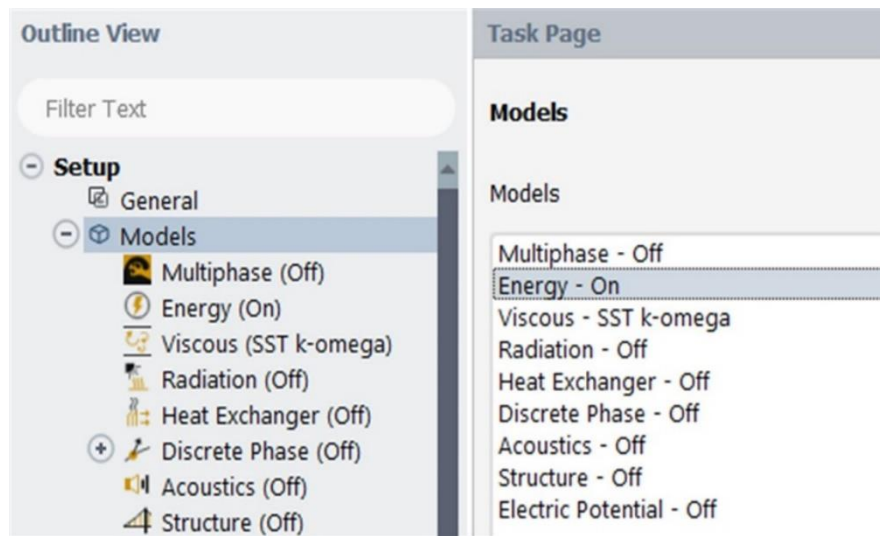 Outline View
Filter Text
Setup
General
Models
Multiphase (Off)
Energy (On)
Viscous (SST k-omega)
Radiation (Off)
Heat Exchanger (Off)
Discrete Phase (Off)
Acoustics (Off)
Structure (Off)
Task Page
Models
Models
Multiphase - Off
Energy - On
Viscous - SST k-omega
Radiation - Off
Heat Exchanger - Off
Discrete Phase - Off
Acoustics - Off
Structure - Off
Electric Potential - Off